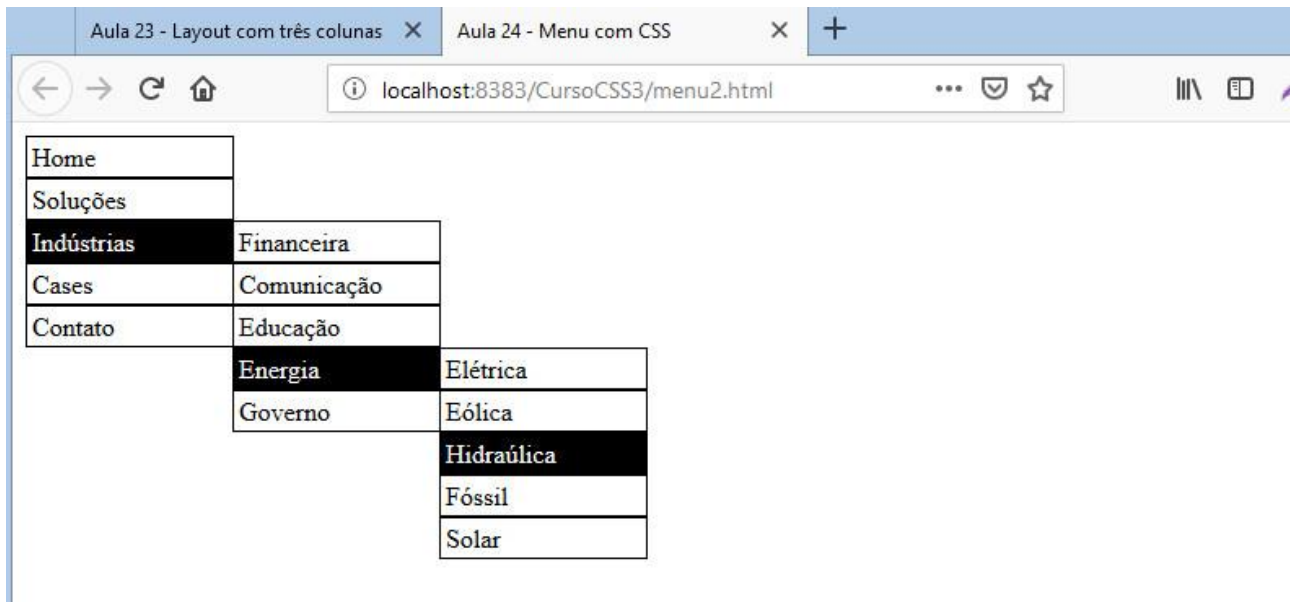 Aula 23 - Layout com três colunas Aula 24 - Menu com CSS
localhost:8383/CursoCSS3/menu2.html
Home
Soluções
Indústrias Financeira
Cases Comunicação
Contato Educação
Energia Elétrica
Governo Eólica
Hidraúlica
Fóssil
Solar